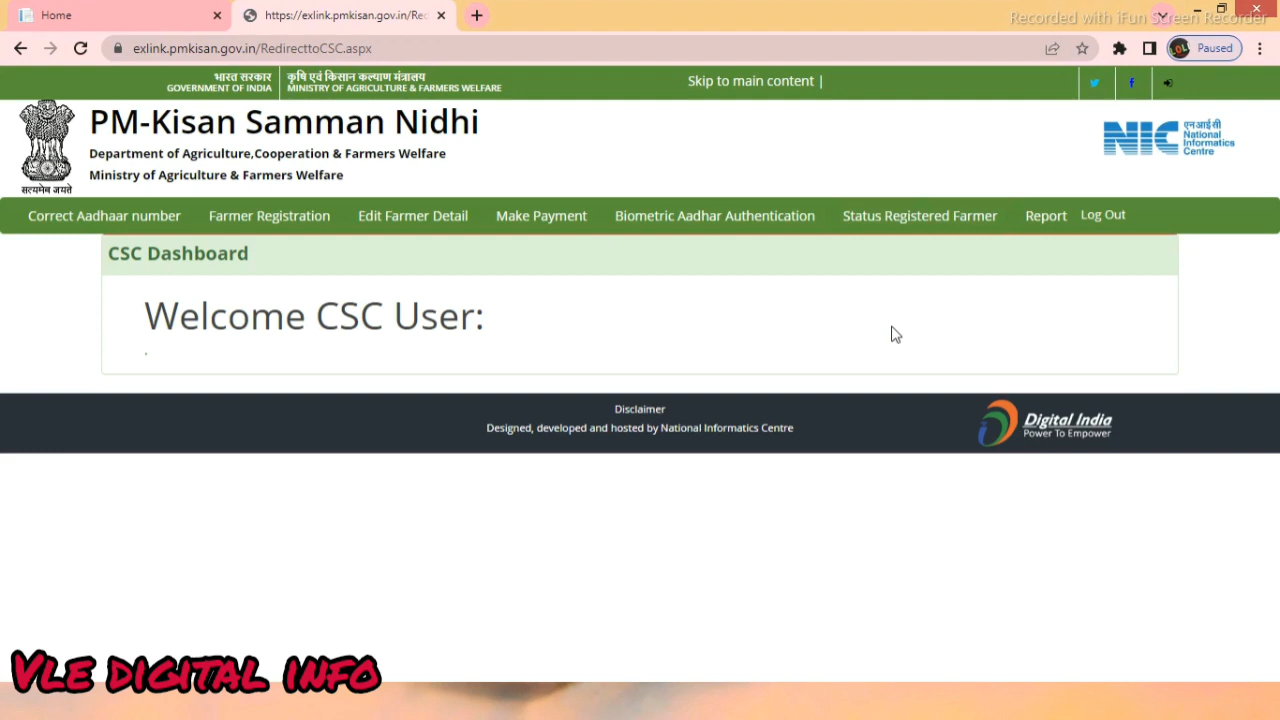 Home
https://exlink.pmkisan.gov.in/Rec
Recorded with iFun Screen Recorder
exlink.pmkisan.gov.in/RedirecttoCSC.aspx
LOL
Paused
भारत सरकार
GOVERNMENT OF INDIA
कृषि एवं किसान कल्याण मंत्रालय
MINISTRY OF AGRICULTURE & FARMERS WELFARE
Skip to main content |
PM-Kisan Samman Nidhi
Department of Agriculture,Cooperation & Farmers Welfare
Ministry of Agriculture & Farmers Welfare
सत्यमेव जयते
NIC
एनआईसी
National
Informatics
Centre
Correct Aadhaar number Farmer Registration Edit Farmer Detail Make Payment Biometric Aadhar Authentication Status Registered Farmer Report Log Out
CSC Dashboard
Welcome CSC User:
.
Disclaimer
Designed, developed and hosted by National Informatics Centre
Digital India
Power To Empower
Vle digital info